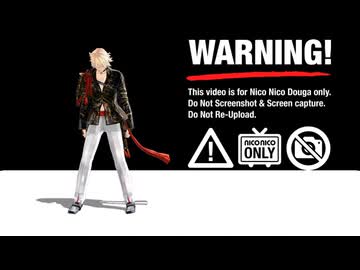 WARNING!
This video is for Nico Nico Douga only.
Do Not Screenshot & Screen capture.
Do Not Re-Upload.
NICONICO
ONLY